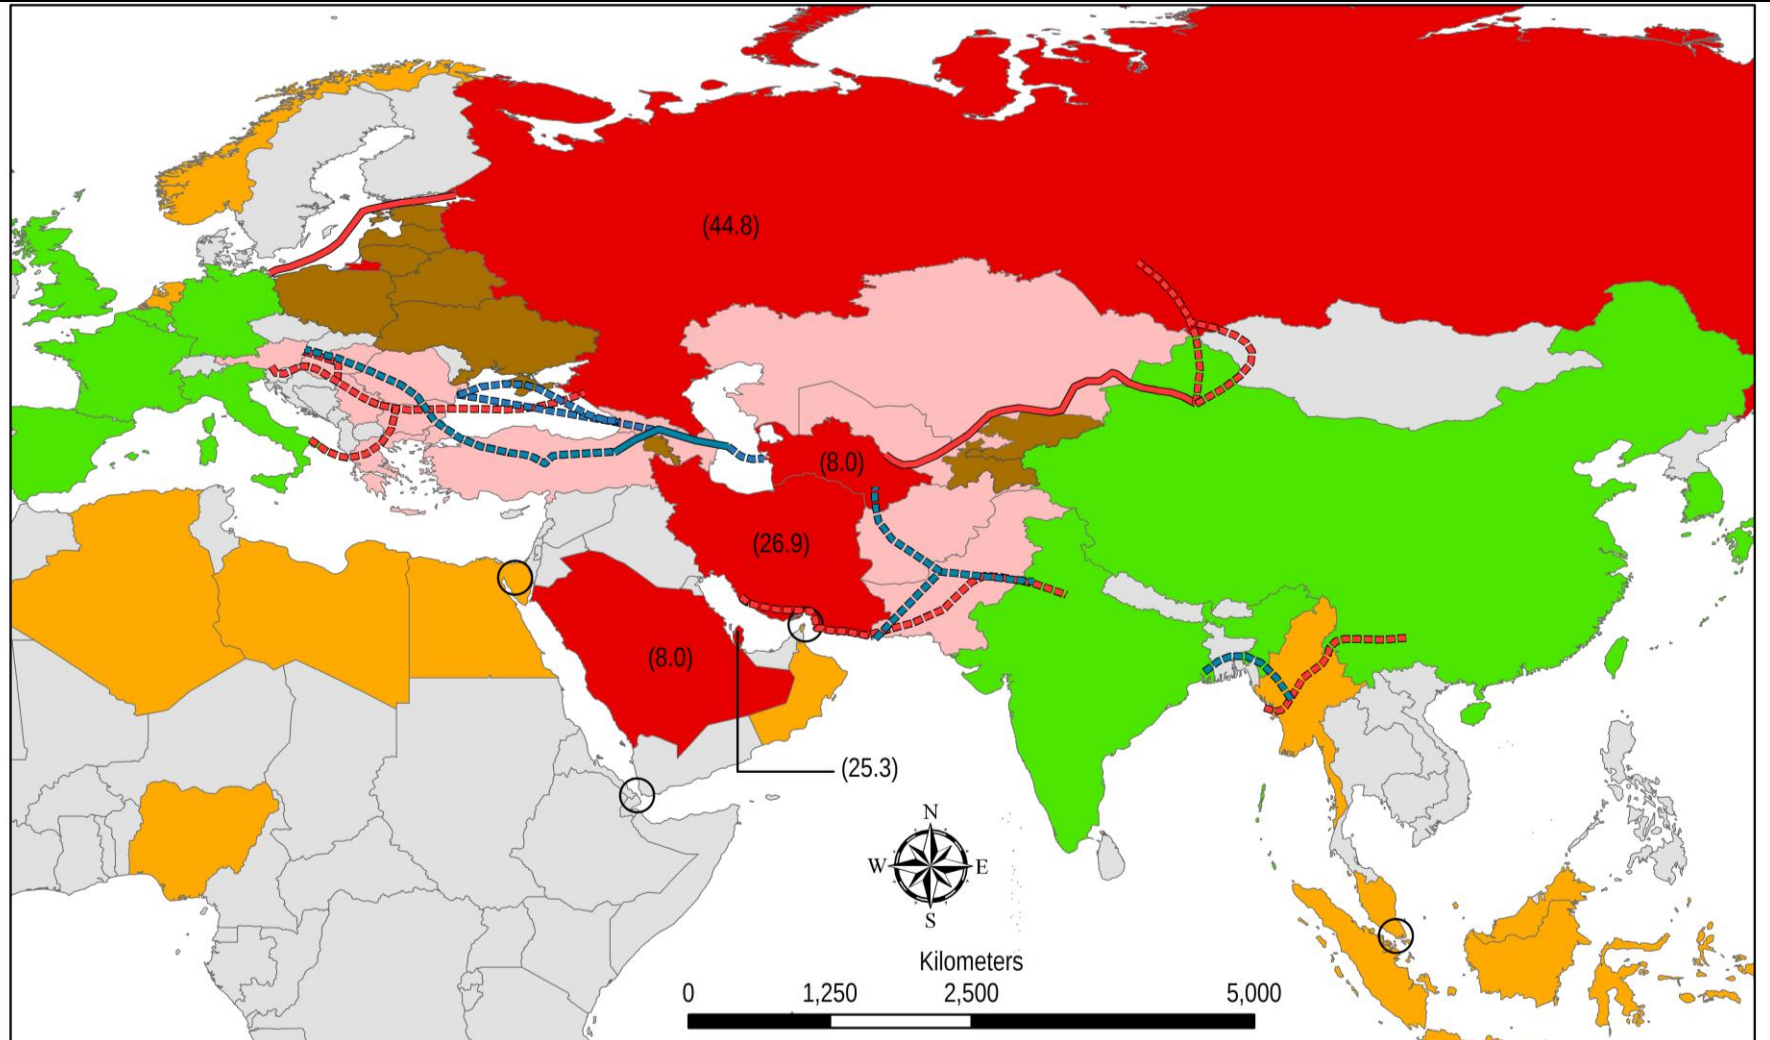 (44.8)
(8.0)
(26.9)
(8.0)
(25.3)
N
W E
S
Kilometers
0 1,250 2,500 5,000